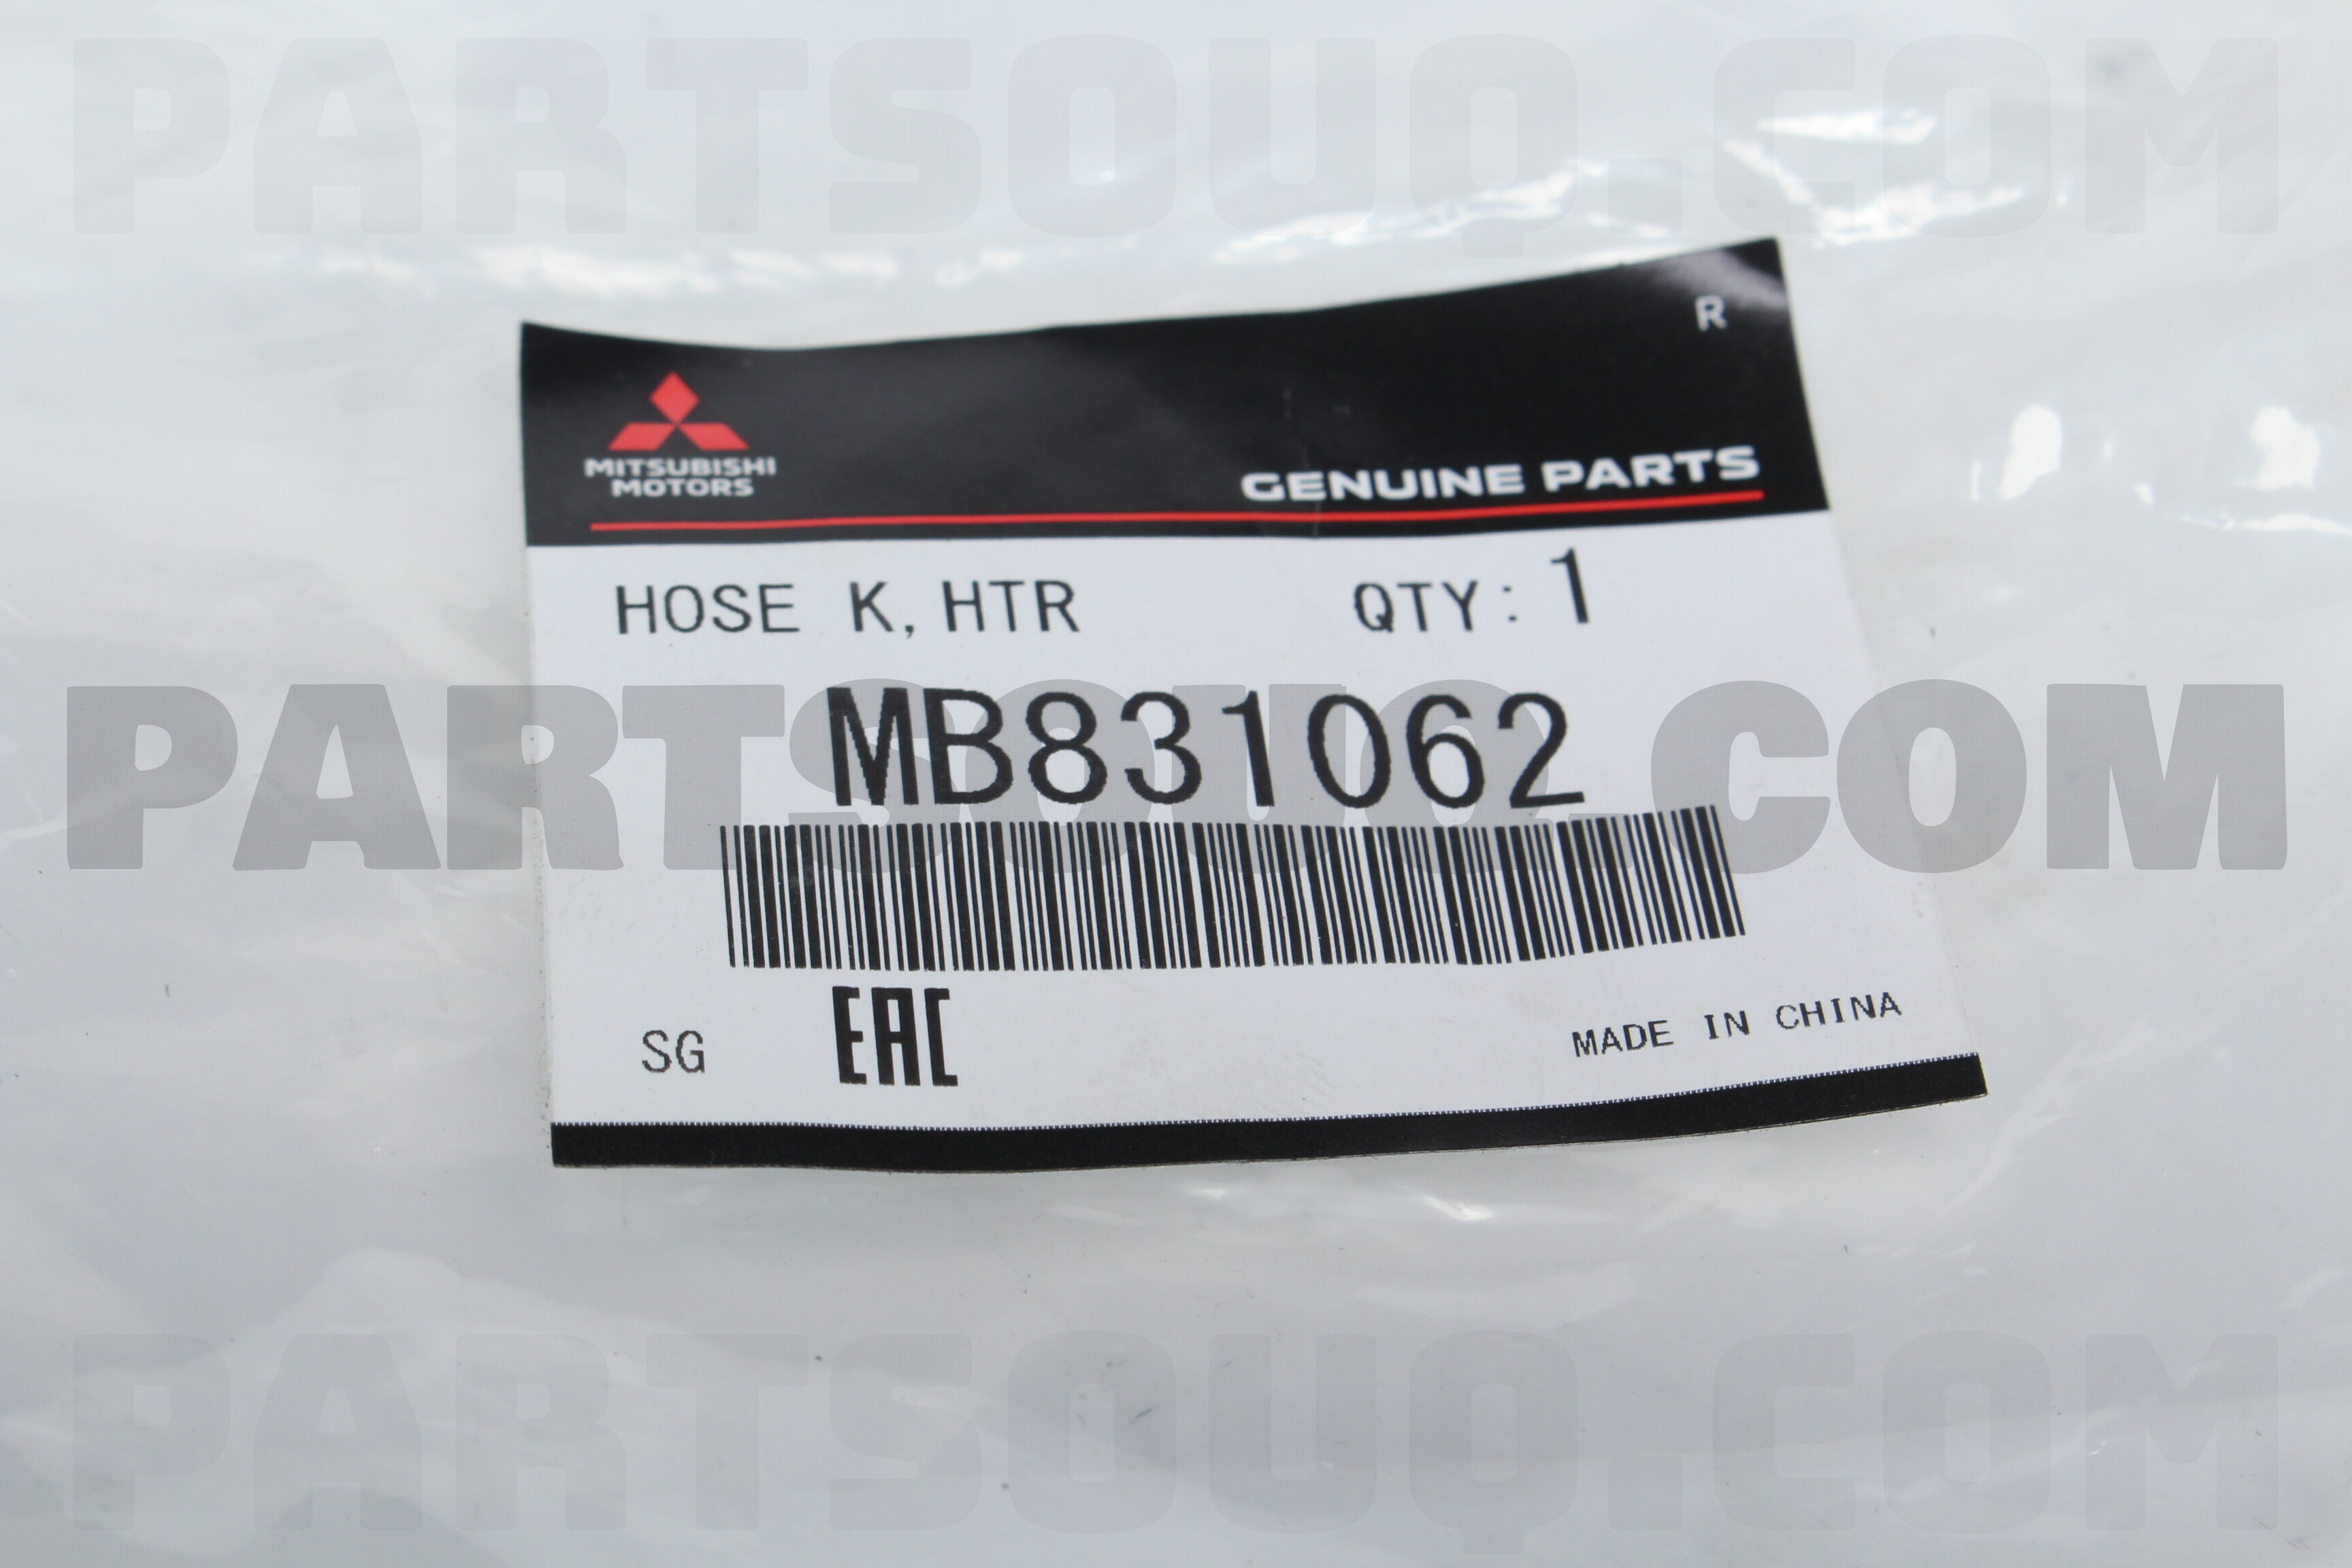 PARTSOUQ.COM
R
MITSUBISHI
MOTORS
GENUINE PARTS
HOSE K,HTR QTY: 1
MB831062
PARTSOUQ.COM
SG EAC MADE IN CHINA
PARTSOUQ.COM